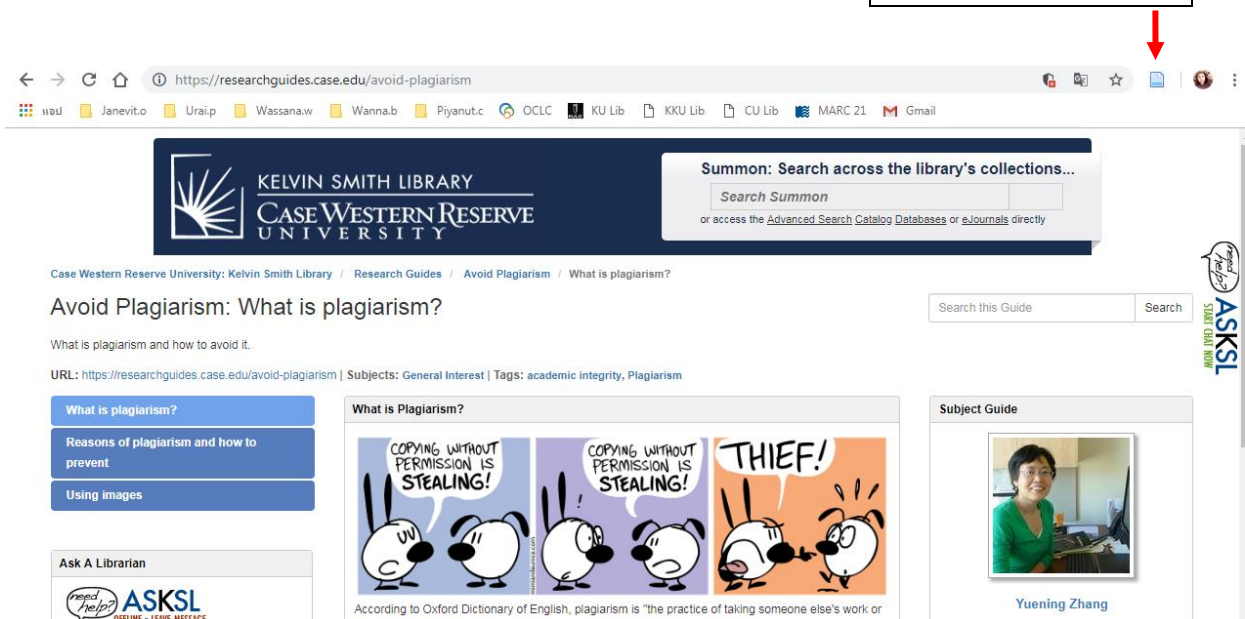 https://researchguides.case.edu/avoid-plagiarism
แอป Janevit.o Urai.p Wassana.w Wanna.b Piyanut.c OCLC KU Lib KKU Lib CU Lib MARC 21 Gmail
KELVIN SMITH LIBRARY
CASE WESTERN RESERVE
UNIVERSITY
Summon: Search across the library's collections...
Search Summon
or access the Advanced Search Catalog Databases or eJournals directly
need help? ASKSL
START CHAT NOW
Case Western Reserve University: Kelvin Smith Library / Research Guides / Avoid Plagiarism / What is plagiarism?
Avoid Plagiarism: What is plagiarism?
Search this Guide Search
What is plagiarism and how to avoid it.
URL: https://researchguides.case.edu/avoid-plagiarism | Subjects: General Interest | Tags: academic integrity, Plagiarism
What is plagiarism?
Reasons of plagiarism and how to
prevent
Using images
Ask A Librarian
need help? ASKSL
OFFLINE - LEAVE MESSAGE
What is Plagiarism?
COPYING WITHOUT
PERMISSION IS
STEALING!
COPYING WITHOUT
PERMISSION IS
STEALING!
THIEF!
According to Oxford Dictionary of English, plagiarism is "the practice of taking someone else's work or
Subject Guide
Yuening Zhang